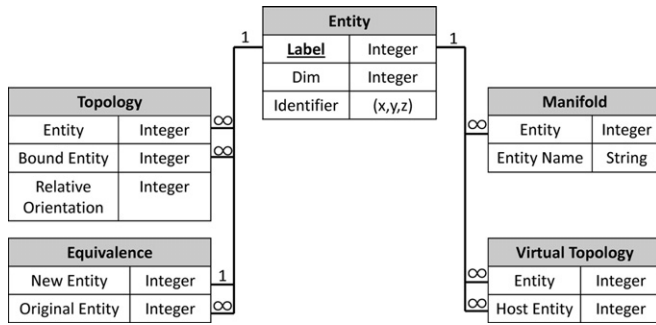 Entity
1 Label Integer 1
Dim Integer
Identifier (x,y,z)
Topology
Entity Integer ∞
Bound Entity Integer ∞
Relative Orientation Integer
Manifold
∞ Entity Integer
Entity Name String
Equivalence
New Entity Integer 1
Original Entity Integer ∞
Virtual Topology
∞ Entity Integer
∞ Host Entity Integer